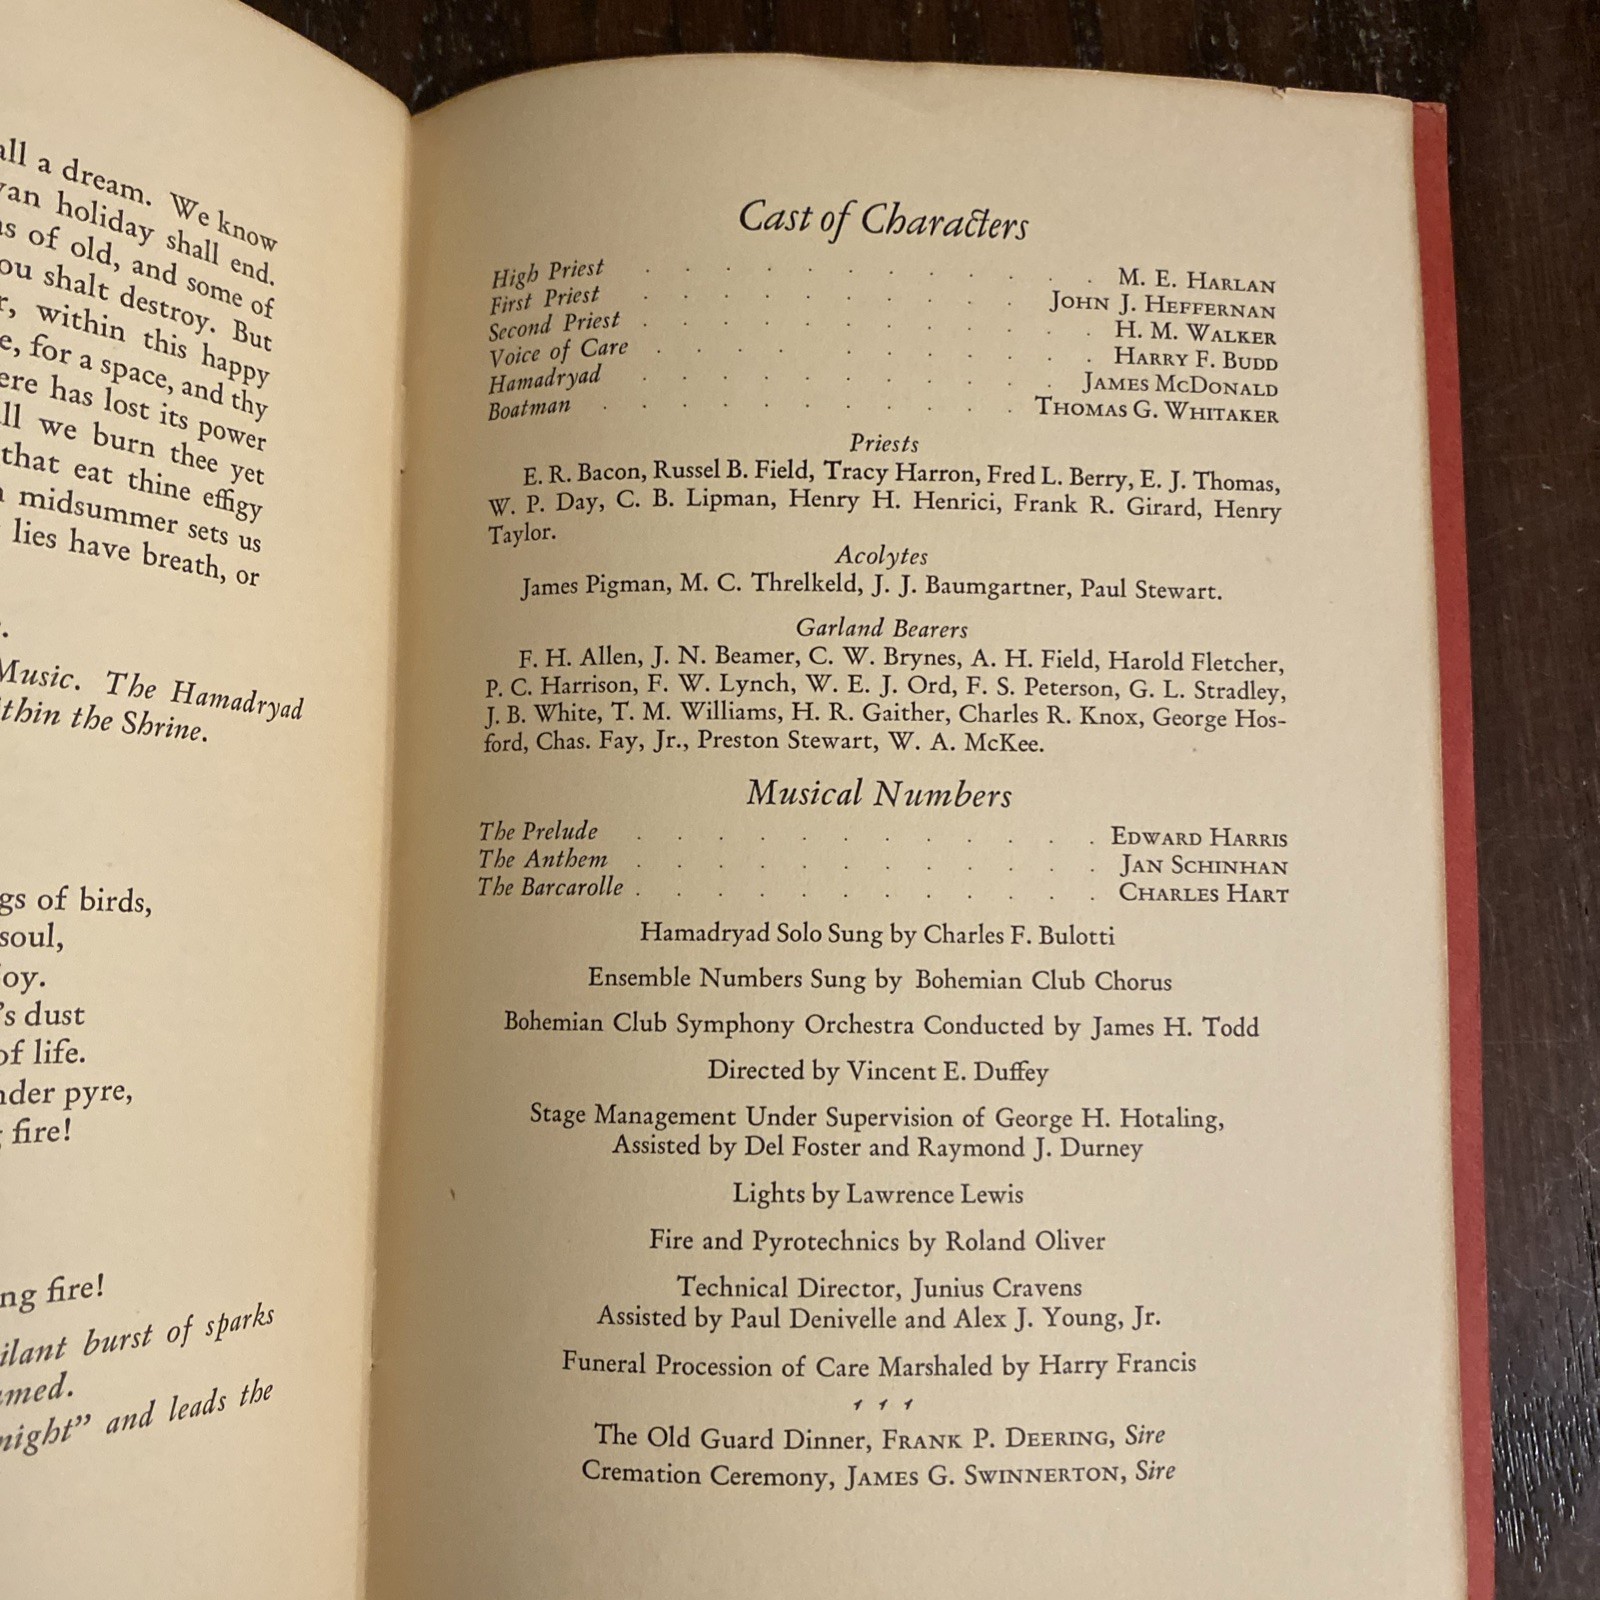 all a dream. We know
van holiday shall end.
of old, and some of
ou shalt destroy. But
within this happy
for a space, and thy
ere has lost its power
we burn thee yet
that eat thine effigy
midsummer sets us
lies have breath, or
Music. The Hamadryad
ithin the Shrine.
gs of birds,
soul,
oy.
's dust
of life.
nder pyre,
fire!
ng fire!
ilant burst of sparks
umed.
night" and leads the
Cast of Characters
High Priest . . . . . . . . . . . . M. E. Harlan
First Priest . . . . . . . . . . John J. Heffernan
Second Priest . . . . . . . . . . . . H. M. Walker
Voice of Care . . . . . . . . . . . Harry F. Budd
Hamadryad . . . . . . . . . . . James McDonald
Boatman . . . . . . . . . . . Thomas G. Whitaker
Priests
E. R. Bacon, Russel B. Field, Tracy Harron, Fred L. Berry, E. J. Thomas,
W. P. Day, C. B. Lipman, Henry H. Henrici, Frank R. Girard, Henry
Taylor.
Acolytes
James Pigman, M. C. Threlkeld, J. J. Baumgartner, Paul Stewart.
Garland Bearers
F. H. Allen, J. N. Beamer, C. W. Brynes, A. H. Field, Harold Fletcher,
P. C. Harrison, F. W. Lynch, W. E. J. Ord, F. S. Peterson, G. L. Stradley,
J. B. White, T. M. Williams, H. R. Gaither, Charles R. Knox, George Hos-
ford, Chas. Fay, Jr., Preston Stewart, W. A. McKee.
Musical Numbers
The Prelude . . . . . . . . . . . . Edward Harris
The Anthem . . . . . . . . . . . . Jan Schinhan
The Barcarolle . . . . . . . . . . . . Charles Hart
Hamadryad Solo Sung by Charles F. Bulotti
Ensemble Numbers Sung by Bohemian Club Chorus
Bohemian Club Symphony Orchestra Conducted by James H. Todd
Directed by Vincent E. Duffey
Stage Management Under Supervision of George H. Hotaling,
Assisted by Del Foster and Raymond J. Durney
Lights by Lawrence Lewis
Fire and Pyrotechnics by Roland Oliver
Technical Director, Junius Cravens
Assisted by Paul Denivelle and Alex J. Young, Jr.
Funeral Procession of Care Marshaled by Harry Francis
The Old Guard Dinner, Frank P. Deering, Sire
Cremation Ceremony, James G. Swinnerton, Sire